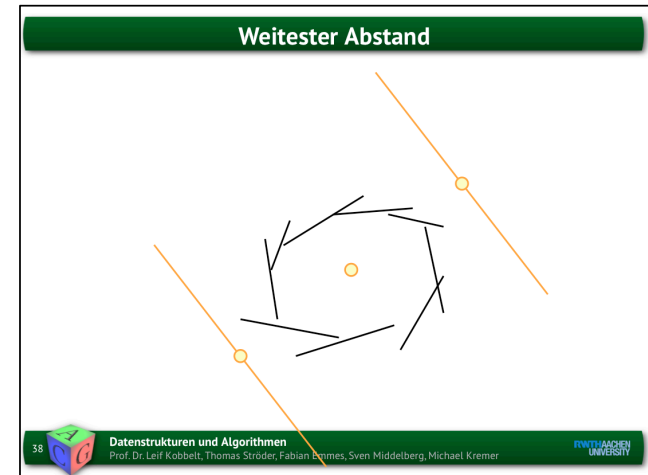 Weitester Abstand
38
A
C
G
Datenstrukturen und Algorithmen
Prof. Dr. Leif Kobbelt, Thomas Ströder, Fabian Emmes, Sven Middelberg, Michael Kremer
RWTHAACHEN
UNIVERSITY